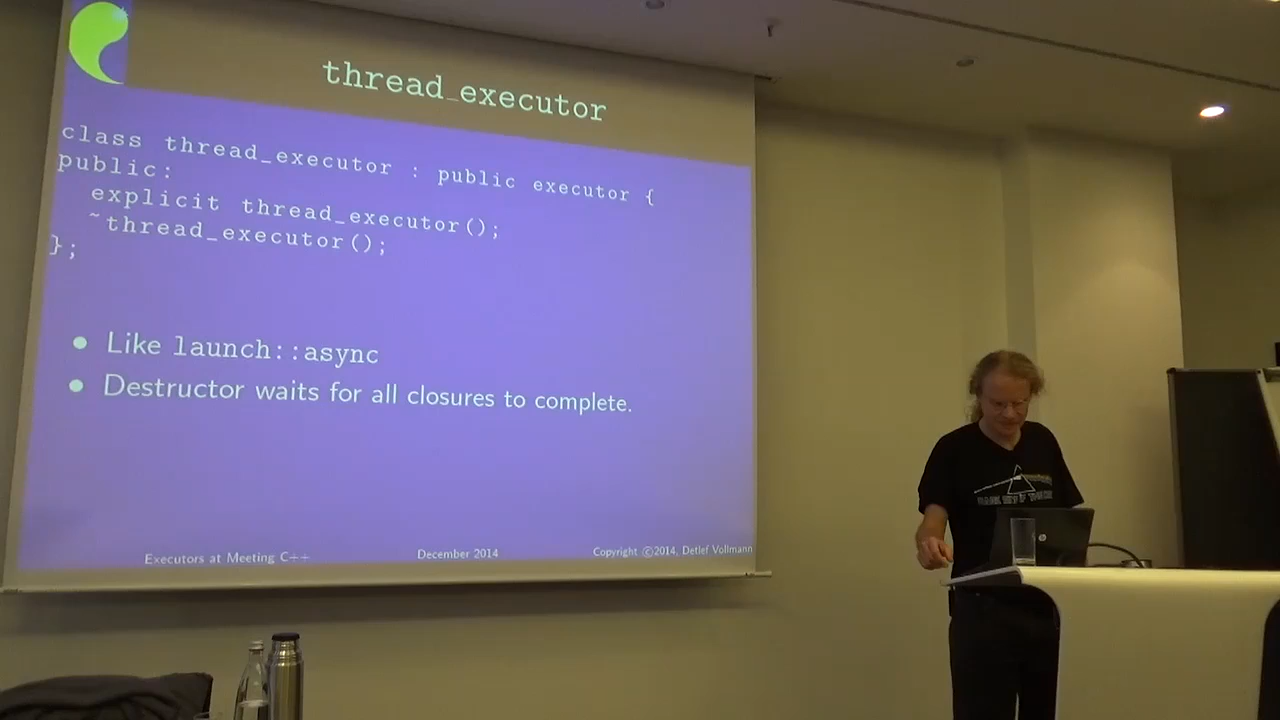 thread_executor
class thread_executor : public executor {
public:
explicit thread_executor();
~thread_executor();
};
• Like launch::async
• Destructor waits for all closures to complete.
Executors at Meeting C++ December 2014 Copyright ©2014, Detlef Vollmann
hp